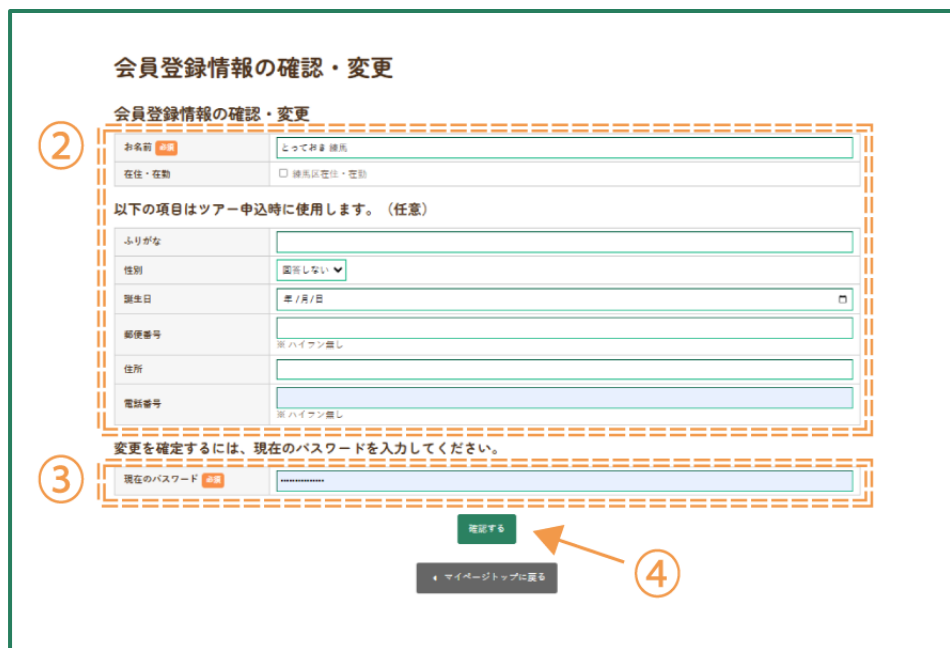 会員登録情報の確認・変更
会員登録情報の確認・変更
②
お名前 必須 とっておき 練馬
在住・在勤 練馬区在住・在勤
以下の項目はツアー申込時に使用します。（任意）
ふりがな
性別 回答しない
誕生日 年/月/日
郵便番号
※ ハイフン無し
住所
電話番号
※ ハイフン無し
変更を確定するには、現在のパスワードを入力してください。
③
現在のパスワード 必須 ••••••••••••••
確認する
④
マイページトップに戻る